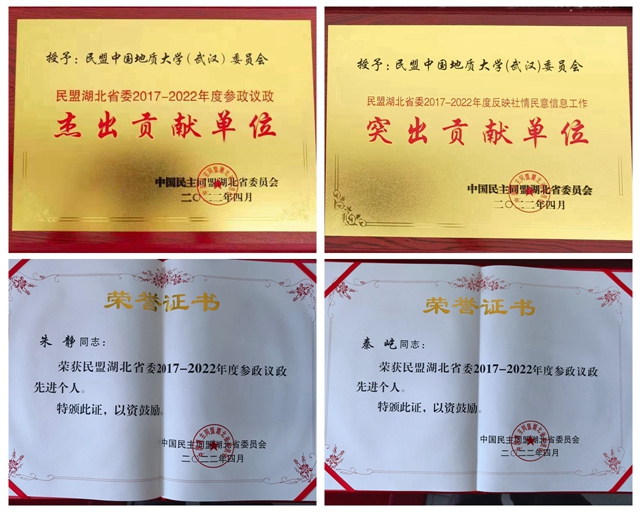 授予：民盟中国地质大学（武汉）委员会
民盟湖北省委2017-2022年度参政议政
杰出贡献单位
中国民主同盟湖北省委员会
二〇二二年四月
授予：民盟中国地质大学（武汉）委员会
民盟湖北省委2017-2022年度反映社情民意信息工作
突出贡献单位
中国民主同盟湖北省委员会
二〇二二年四月
荣誉证书
朱 静同志：
荣获民盟湖北省委2017-2022年度参政议政
先进个人。
特颁此证，以资鼓励。
中国民主同盟湖北省委员会
二〇二二年四月
荣誉证书
秦 屹同志：
荣获民盟湖北省委2017-2022年度参政议政
先进个人。
特颁此证，以资鼓励。
中国民主同盟湖北省委员会
二〇二二年四月